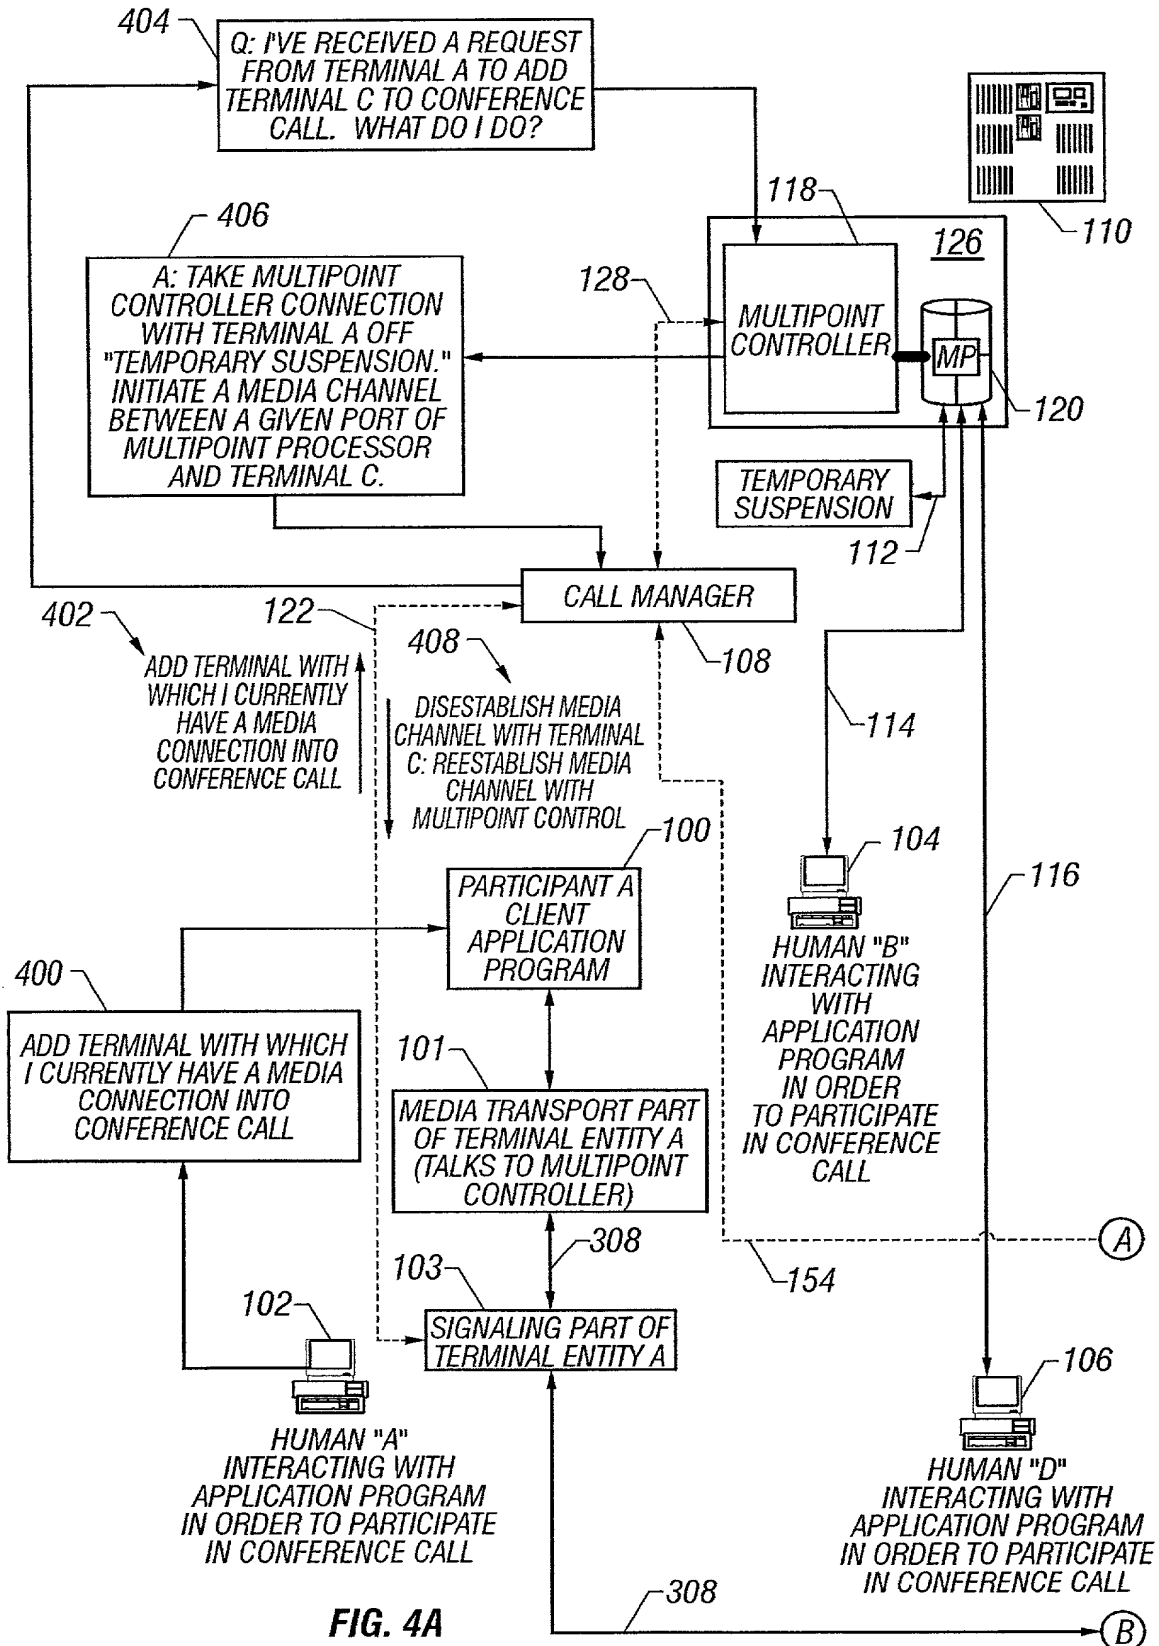 404
Q: I'VE RECEIVED A REQUEST
FROM TERMINAL A TO ADD
TERMINAL C TO CONFERENCE
CALL. WHAT DO I DO?
110
406
A: TAKE MULTIPOINT
CONTROLLER CONNECTION
WITH TERMINAL A OFF
"TEMPORARY SUSPENSION."
INITIATE A MEDIA CHANNEL
BETWEEN A GIVEN PORT OF
MULTIPOINT PROCESSOR
AND TERMINAL C.
118
126
128
MULTIPOINT
CONTROLLER
MP
120
TEMPORARY
SUSPENSION
112
CALL MANAGER
108
122
402
ADD TERMINAL WITH
WHICH I CURRENTLY
HAVE A MEDIA
CONNECTION INTO
CONFERENCE CALL
408
DISESTABLISH MEDIA
CHANNEL WITH TERMINAL
C: REESTABLISH MEDIA
CHANNEL WITH
MULTIPOINT CONTROL
114
100
PARTICIPANT A
CLIENT
APPLICATION
PROGRAM
104
HUMAN "B"
INTERACTING
WITH
APPLICATION
PROGRAM
IN ORDER
TO PARTICIPATE
IN CONFERENCE
CALL
116
400
ADD TERMINAL WITH WHICH
I CURRENTLY HAVE A MEDIA
CONNECTION INTO
CONFERENCE CALL
101
MEDIA TRANSPORT PART
OF TERMINAL ENTITY A
(TALKS TO MULTIPOINT
CONTROLLER)
308
A
154
103
SIGNALING PART OF
TERMINAL ENTITY A
102
HUMAN "A"
INTERACTING WITH
APPLICATION PROGRAM
IN ORDER TO PARTICIPATE
IN CONFERENCE CALL
106
HUMAN "D"
INTERACTING WITH
APPLICATION PROGRAM
IN ORDER TO PARTICIPATE
IN CONFERENCE CALL
308
B
FIG. 4A